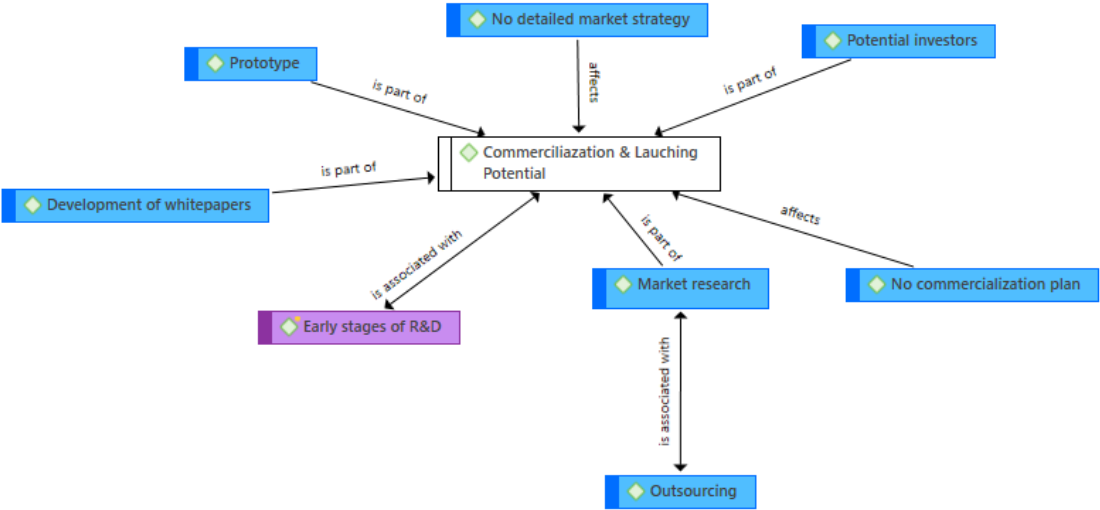 No detailed market strategy
Potential investors
Prototype
is part of
affects
is part of
Commerciliazation & Lauching
Potential
is part of
Development of whitepapers
is associated with
is part of
affects
Market research
No commercialization plan
Early stages of R&D
is associated with
Outsourcing